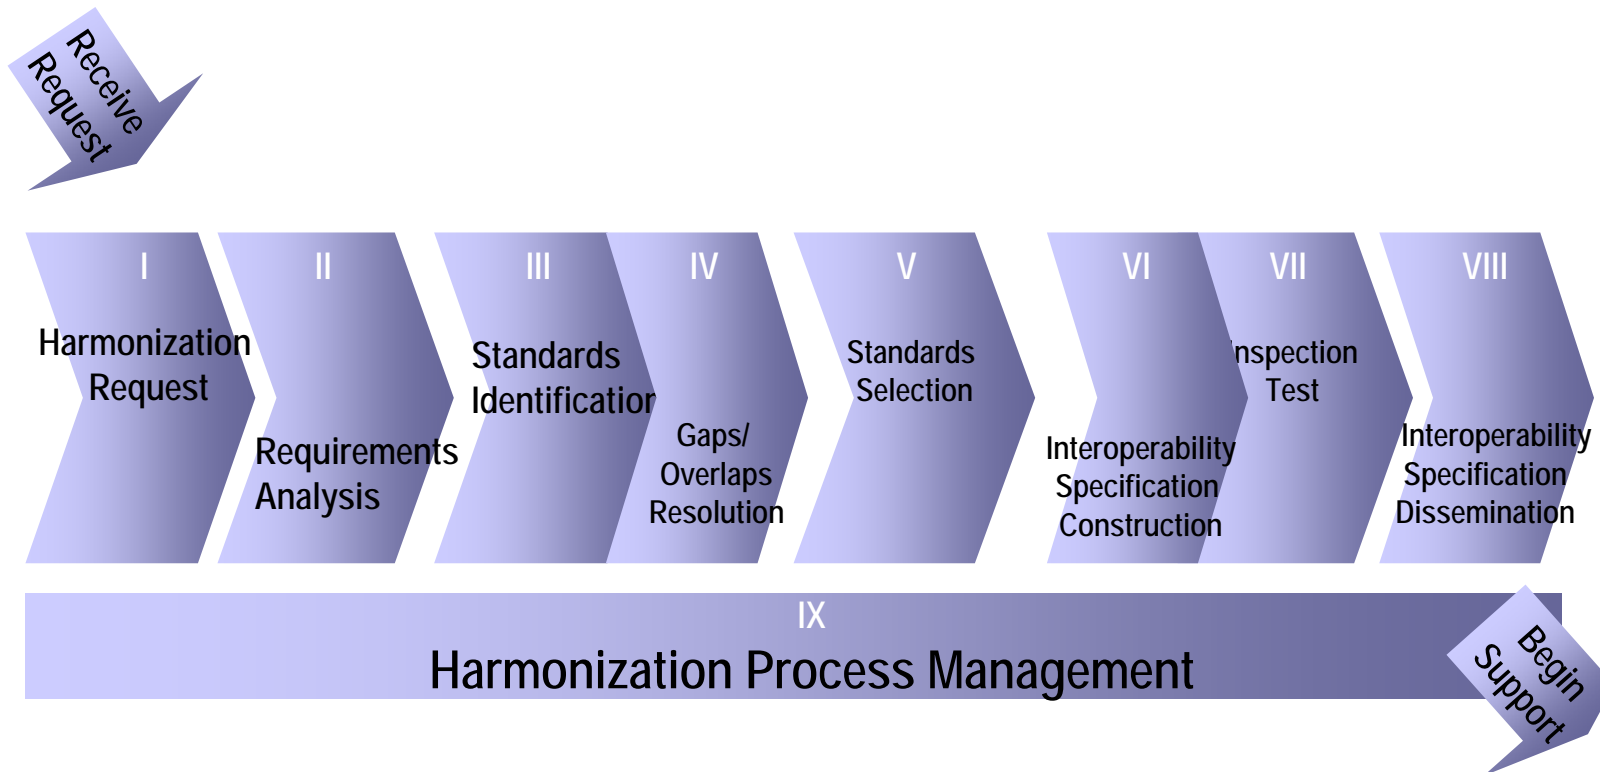 Receive
Request
I
Harmonization
Request
II
Requirements
Analysis
III
Standards
Identification
IV
Gaps/
Overlaps
Resolution
V
Standards
Selection
VI
Interoperability
Specification
Construction
VII
Inspection
Test
VIII
Interoperability
Specification
Dissemination
IX
Harmonization Process Management
Begin
Support